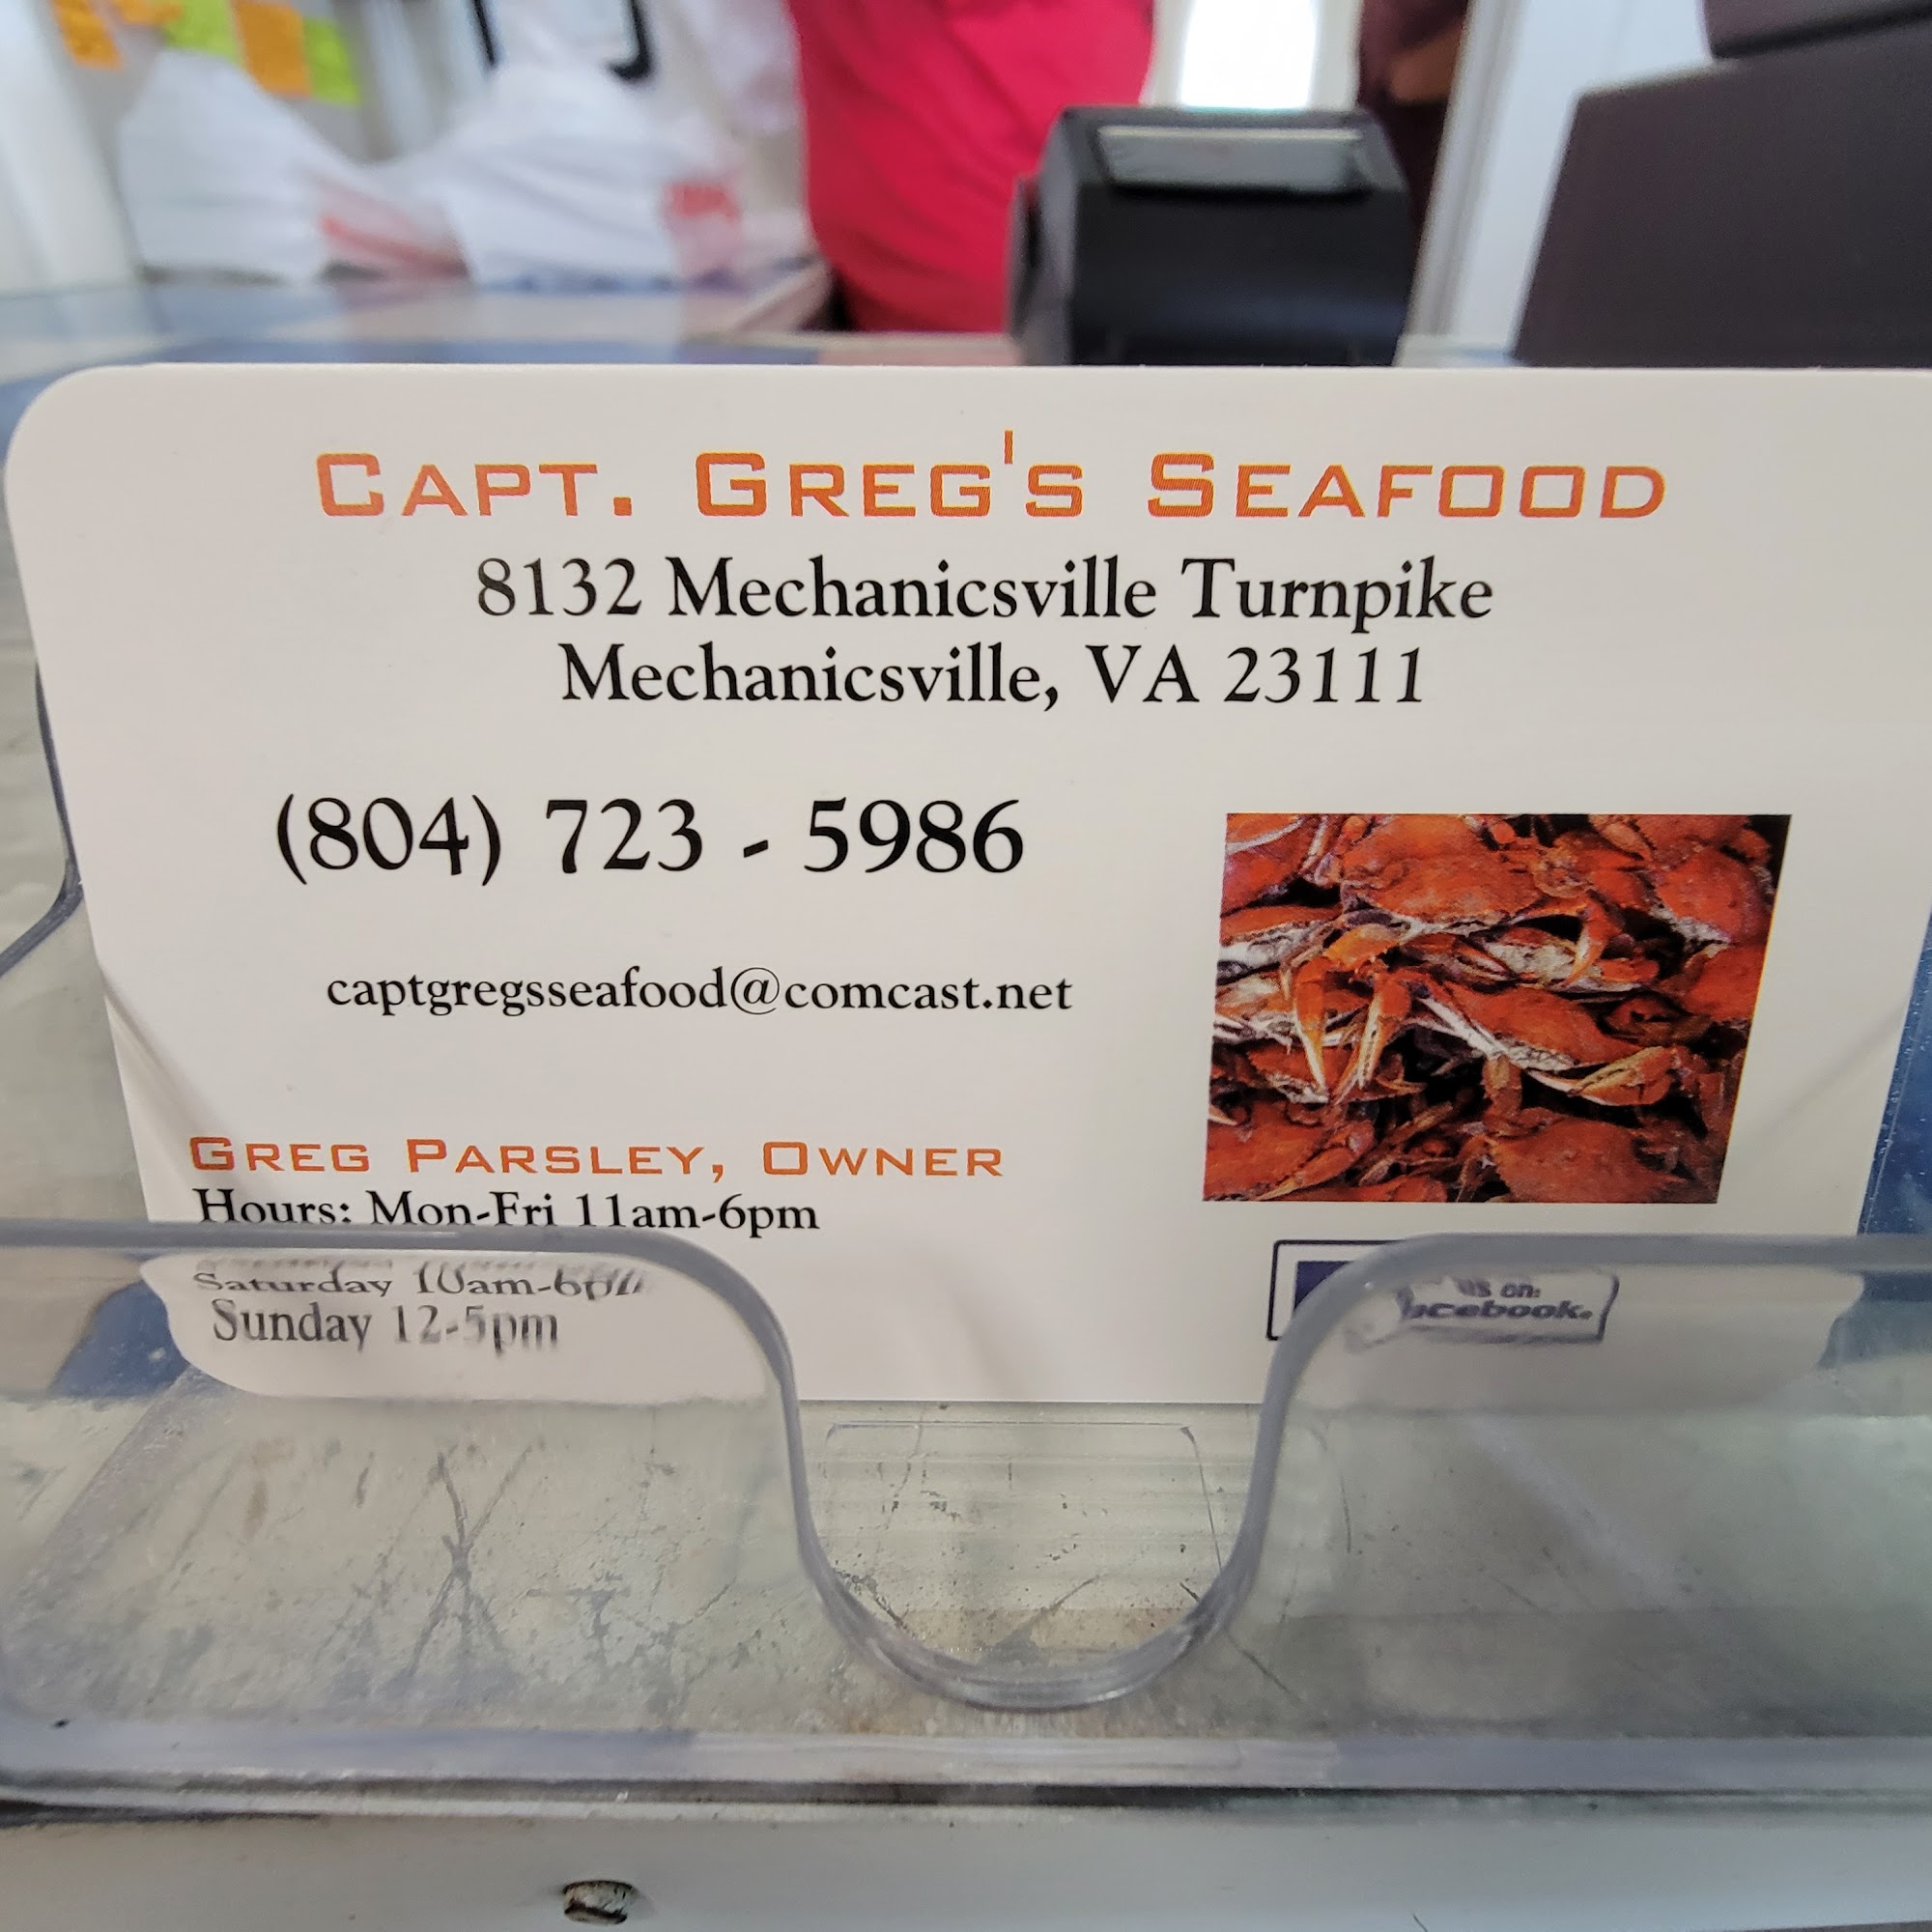 CAPT. GREG'S SEAFOOD
8132 Mechanicsville Turnpike
Mechanicsville, VA 23111
(804) 723 - 5986
captgregsseafood@comcast.net
GREG PARSLEY, OWNER
Hours: Mon-Fri 11am-6pm
Saturday 10am-6pm
Sunday 12-5pm
us on: